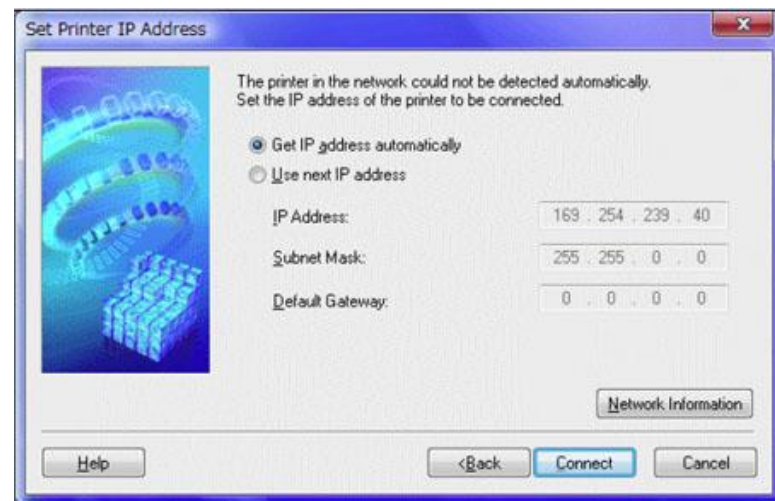 Set Printer IP Address
The printer in the network could not be detected automatically.
Set the IP address of the printer to be connected.
Get IP address automatically
Use next IP address
IP Address: 169 . 254 . 239 . 40
Subnet Mask: 255 . 255 . 0 . 0
Default Gateway: 0 . 0 . 0 . 0
Network Information
Help <Back Connect Cancel